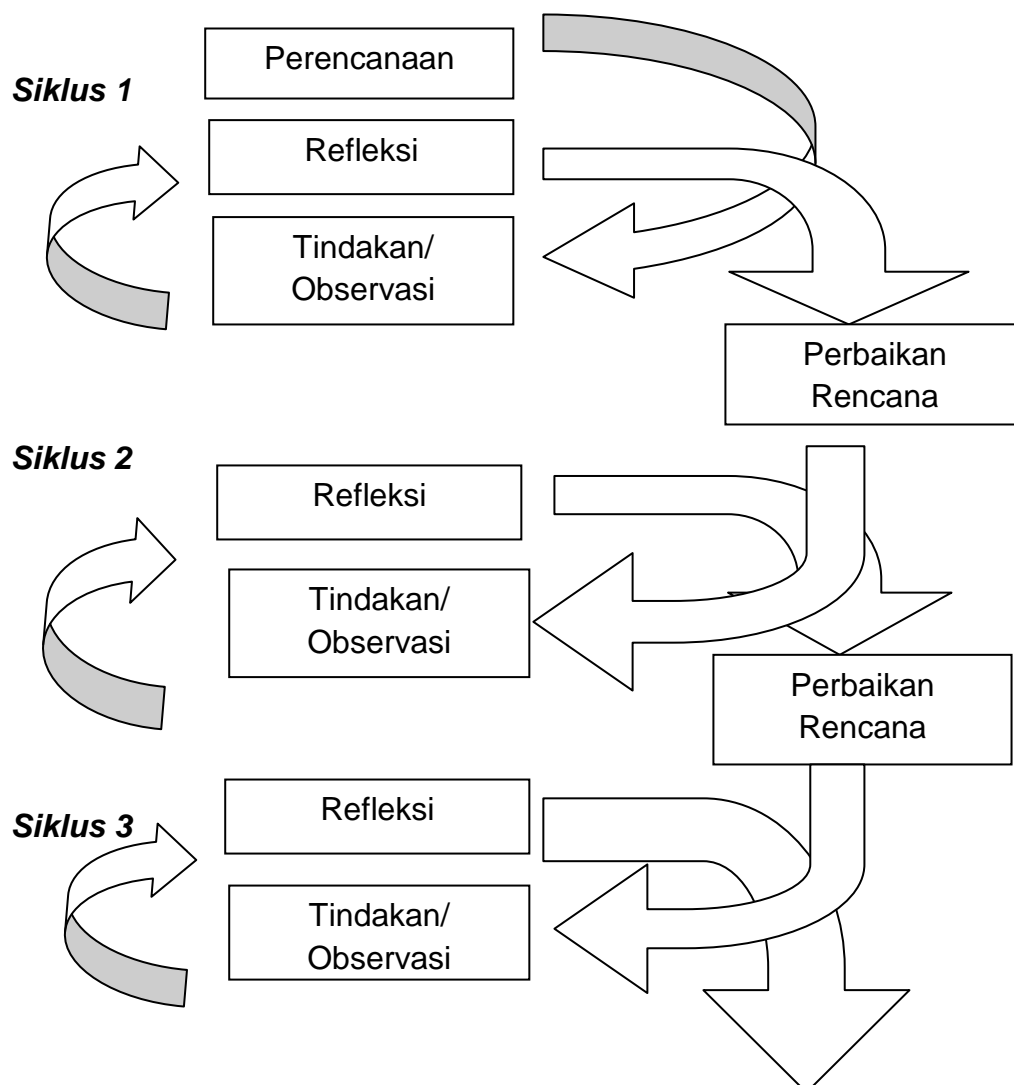 Perencanaan
Siklus 1
Refleksi
Tindakan/
Observasi
Perbaikan
Rencana
Siklus 2
Refleksi
Tindakan/
Observasi
Perbaikan
Rencana
Siklus 3
Refleksi
Tindakan/
Observasi